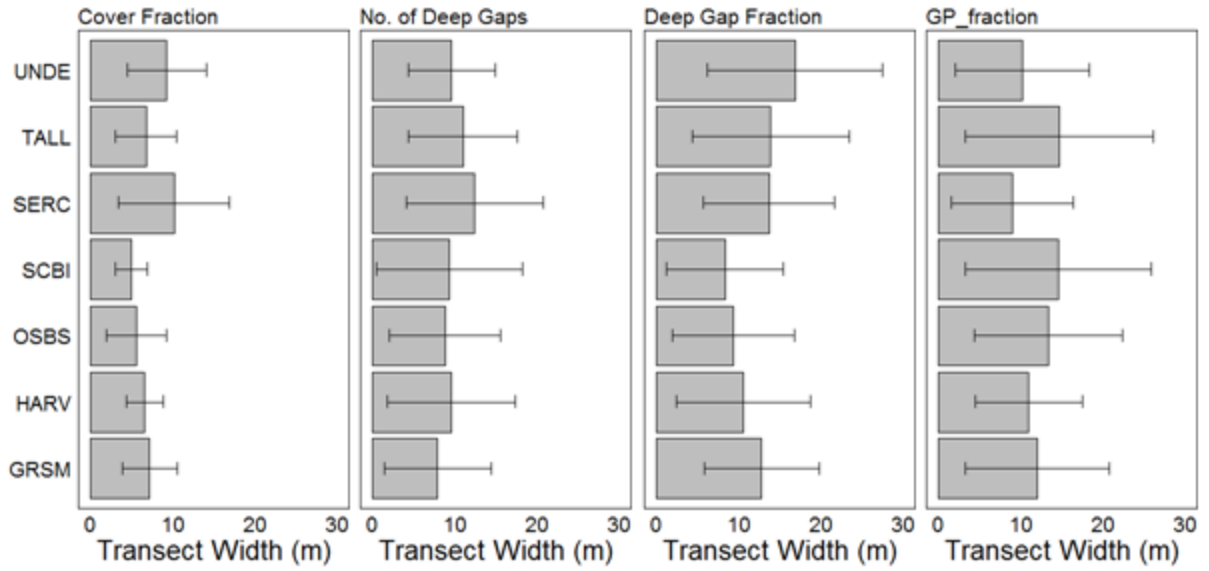 Cover Fraction No. of Deep Gaps Deep Gap Fraction GP_fraction
UNDE
TALL
SERC
SCBI
OSBS
HARV
GRSM
0 10 20 30 0 10 20 30 0 10 20 30 0 10 20 30
Transect Width (m) Transect Width (m) Transect Width (m) Transect Width (m)